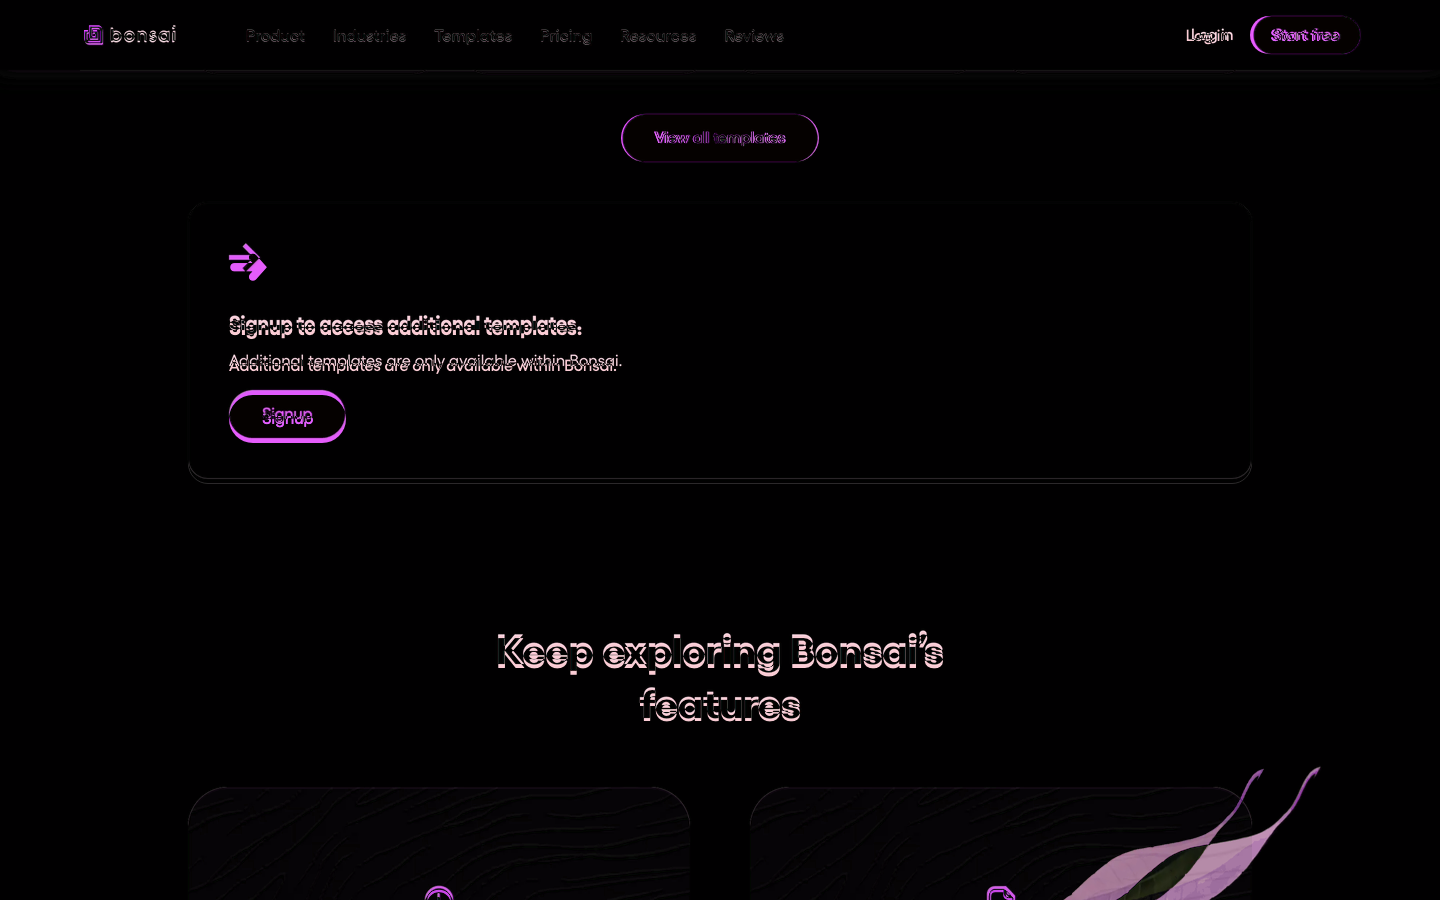 bonsai
Product Industries Templates Pricing Resources Reviews Login Start free
View all templates
Signup to access additional templates.
Additional templates are only available within Bonsai.
Signup
Keep exploring Bonsai's
features